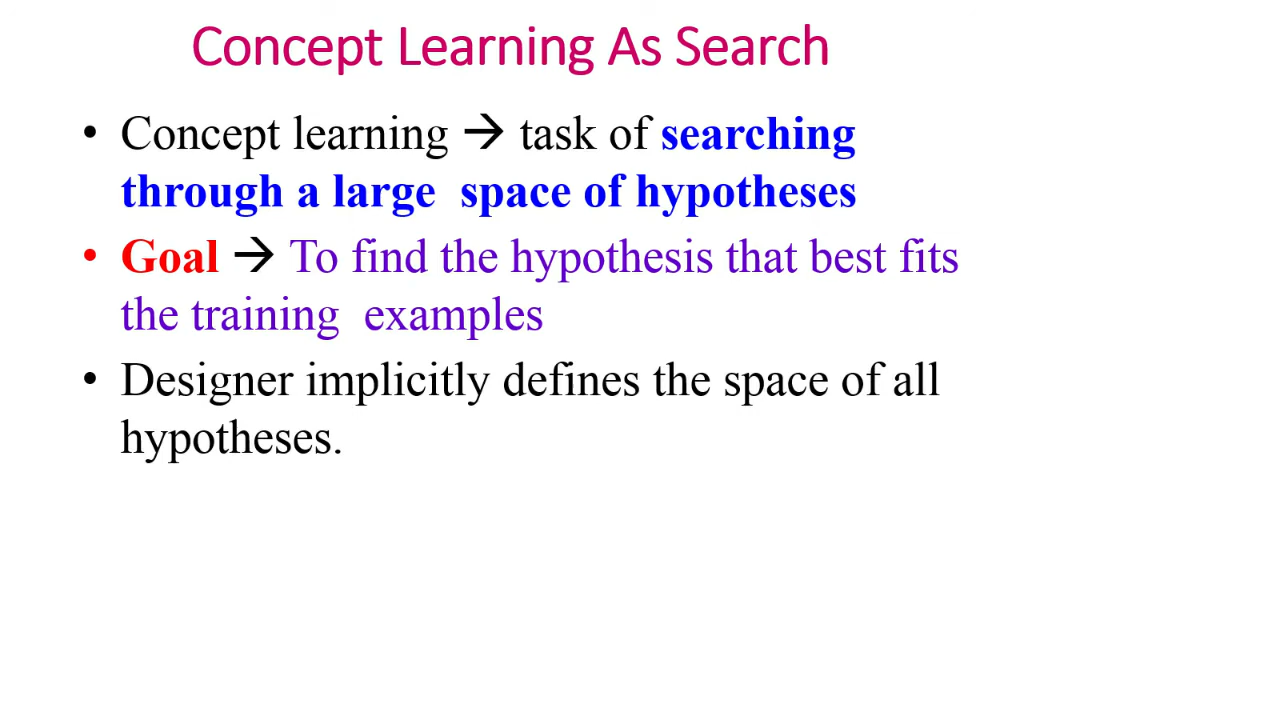 Concept Learning As Search
• Concept learning → task of searching
through a large  space of hypotheses
• Goal → To find the hypothesis that best fits
the training  examples
• Designer implicitly defines the space of all
hypotheses.